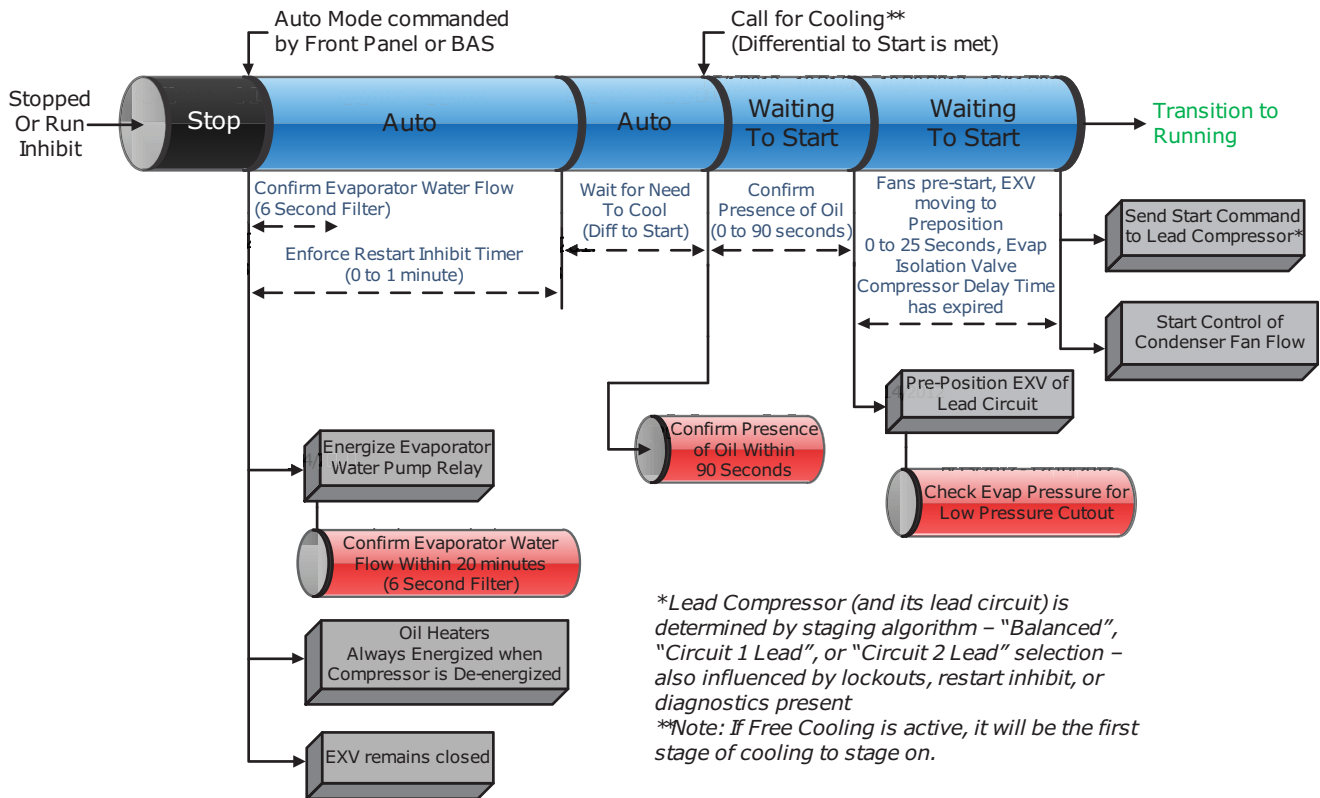 Auto Mode commanded
by Front Panel or BAS
Call for Cooling**
(Differential to Start is met)
Stopped
Or Run
Inhibit
Stop
Auto
Auto
Waiting
To Start
Waiting
To Start
Transition to
Running
Confirm Evaporator Water Flow
(6 Second Filter)
Enforce Restart Inhibit Timer
(0 to 1 minute)
Wait for Need
To Cool
(Diff to Start)
Confirm
Presence of Oil
(0 to 90 seconds)
Fans pre-start, EXV
moving to
Preposition
0 to 25 Seconds, Evap
Isolation Valve
Compressor Delay Time
has expired
Send Start Command
to Lead Compressor*
Start Control of
Condenser Fan Flow
Pre-Position EXV of
Lead Circuit
Check Evap Pressure for
Low Pressure Cutout
Confirm Presence
of Oil Within
90 Seconds
Energize Evaporator
Water Pump Relay
Confirm Evaporator Water
Flow Within 20 minutes
(6 Second Filter)
Oil Heaters
Always Energized when
Compressor is De-energized
EXV remains closed
*Lead Compressor (and its lead circuit) is
determined by staging algorithm – “Balanced”,
“Circuit 1 Lead”, or “Circuit 2 Lead” selection –
also influenced by lockouts, restart inhibit, or
diagnostics present
**Note: If Free Cooling is active, it will be the first
stage of cooling to stage on.